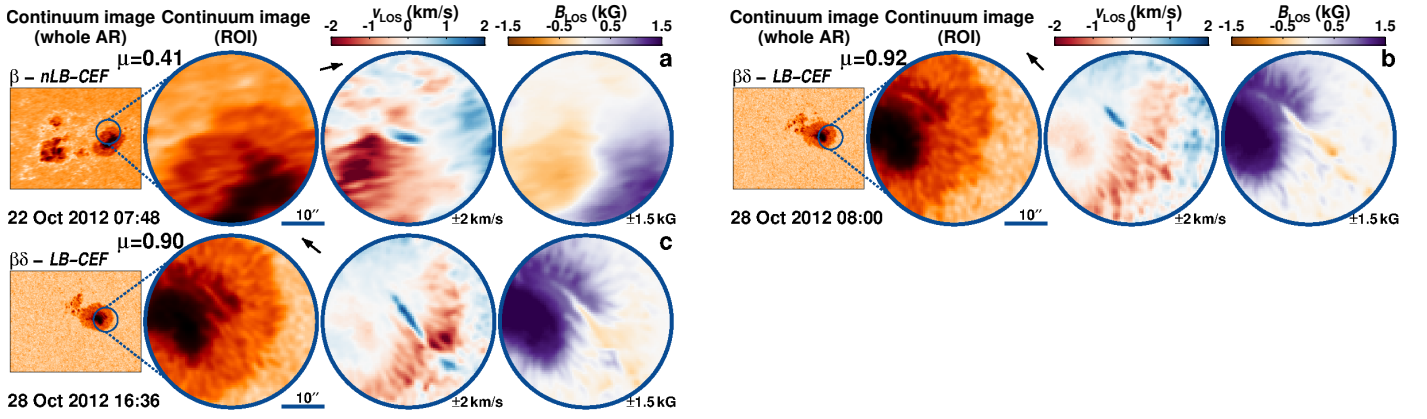 Continuum image (whole AR) Continuum image (ROI) v_LOS (km/s) B_LOS (kG)
-2 -1 0 1 2 -1.5 -0.5 0.5 1.5
μ=0.41 a
β – nLB–CEF
22 Oct 2012 07:48 10″ ±2 km/s ±1.5 kG
μ=0.90 c
βδ – LB–CEF
28 Oct 2012 16:36 10″ ±2 km/s ±1.5 kG
Continuum image (whole AR) Continuum image (ROI) v_LOS (km/s) B_LOS (kG)
-2 -1 0 1 2 -1.5 -0.5 0.5 1.5
μ=0.92 b
βδ – LB–CEF
28 Oct 2012 08:00 10″ ±2 km/s ±1.5 kG